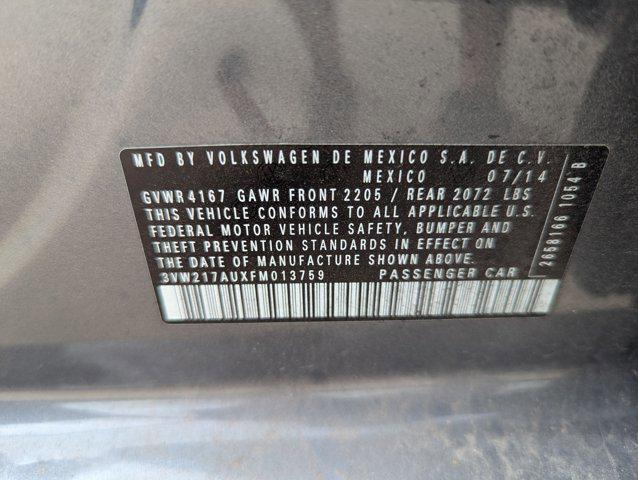 MFD BY VOLKSWAGEN DE MEXICO S.A. DE C.V.
MEXICO 07/14
GVWR 4167 GAWR FRONT 2205 / REAR 2072 LBS
THIS VEHICLE CONFORMS TO ALL APPLICABLE U.S.
FEDERAL MOTOR VEHICLE SAFETY, BUMPER AND
THEFT PREVENTION STANDARDS IN EFFECT ON
THE DATE OF MANUFACTURE SHOWN ABOVE.
3VW217AUXFM013759 PASSENGER CAR
2658166 1054 B